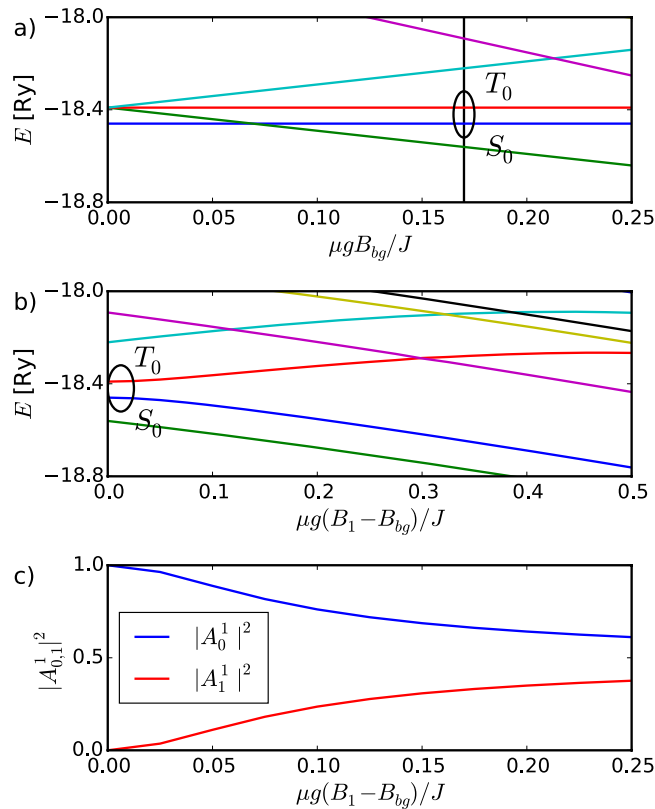 a)
−18.0
−18.4
−18.8
E [Ry]
T₀
S₀
0.00 0.05 0.10 0.15 0.20 0.25
μgB_bg/J
b)
−18.0
−18.4
−18.8
E [Ry]
T₀
S₀
0.0 0.1 0.2 0.3 0.4 0.5
μg(B₁−B_bg)/J
c)
1.0
0.5
0.0
|A¹₀,₁|²
|A¹₀|²
|A¹₁|²
0.00 0.05 0.10 0.15 0.20 0.25
μg(B₁−B_bg)/J